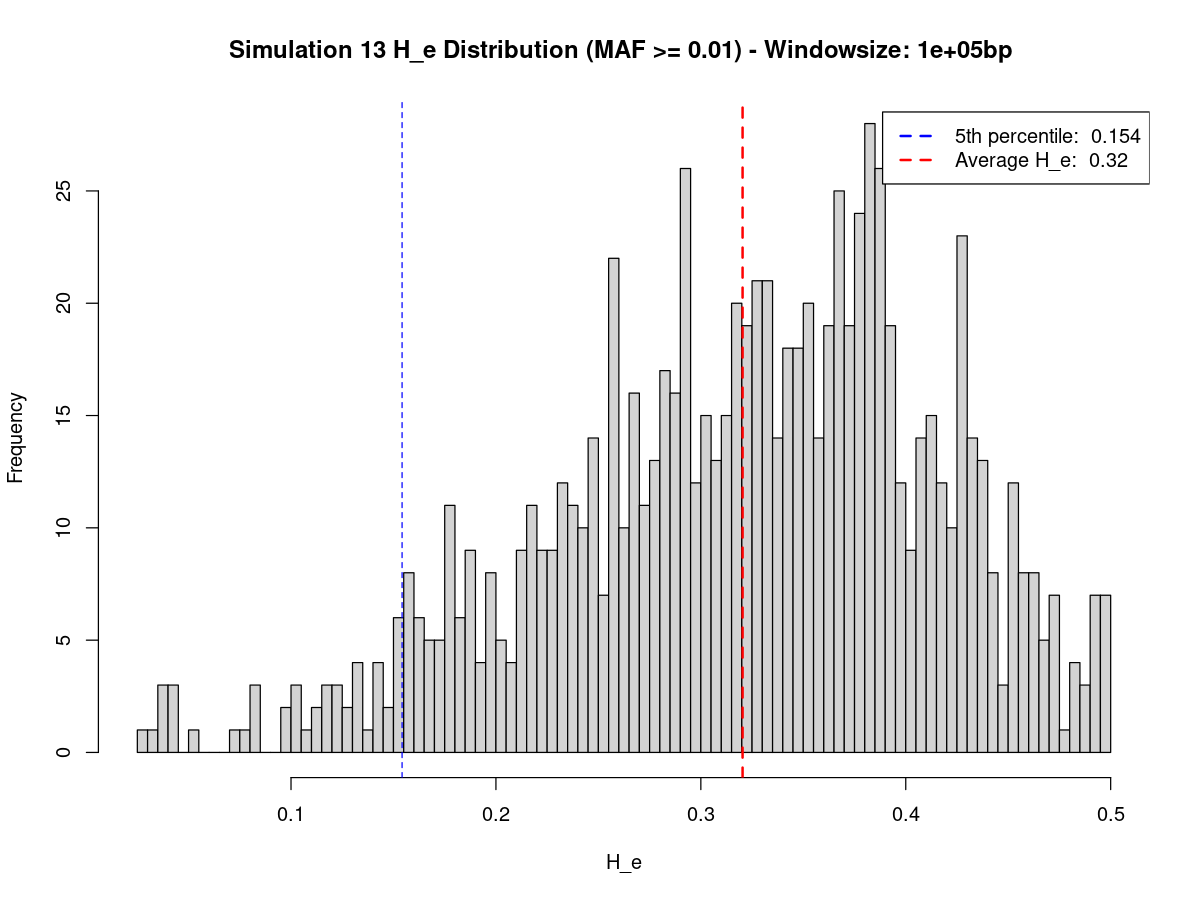 Simulation 13 H_e Distribution (MAF >= 0.01) - Windowsize: 1e+05bp
5th percentile:  0.154
Average H_e:  0.32
Frequency
25
20
15
10
5
0
0.1 0.2 0.3 0.4 0.5
H_e